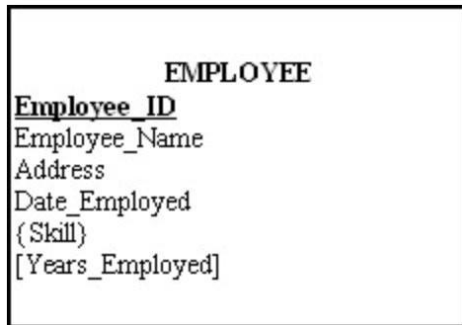 EMPLOYEE
Employee_ID
Employee_Name
Address
Date_Employed
{Skill}
[Years_Employed]